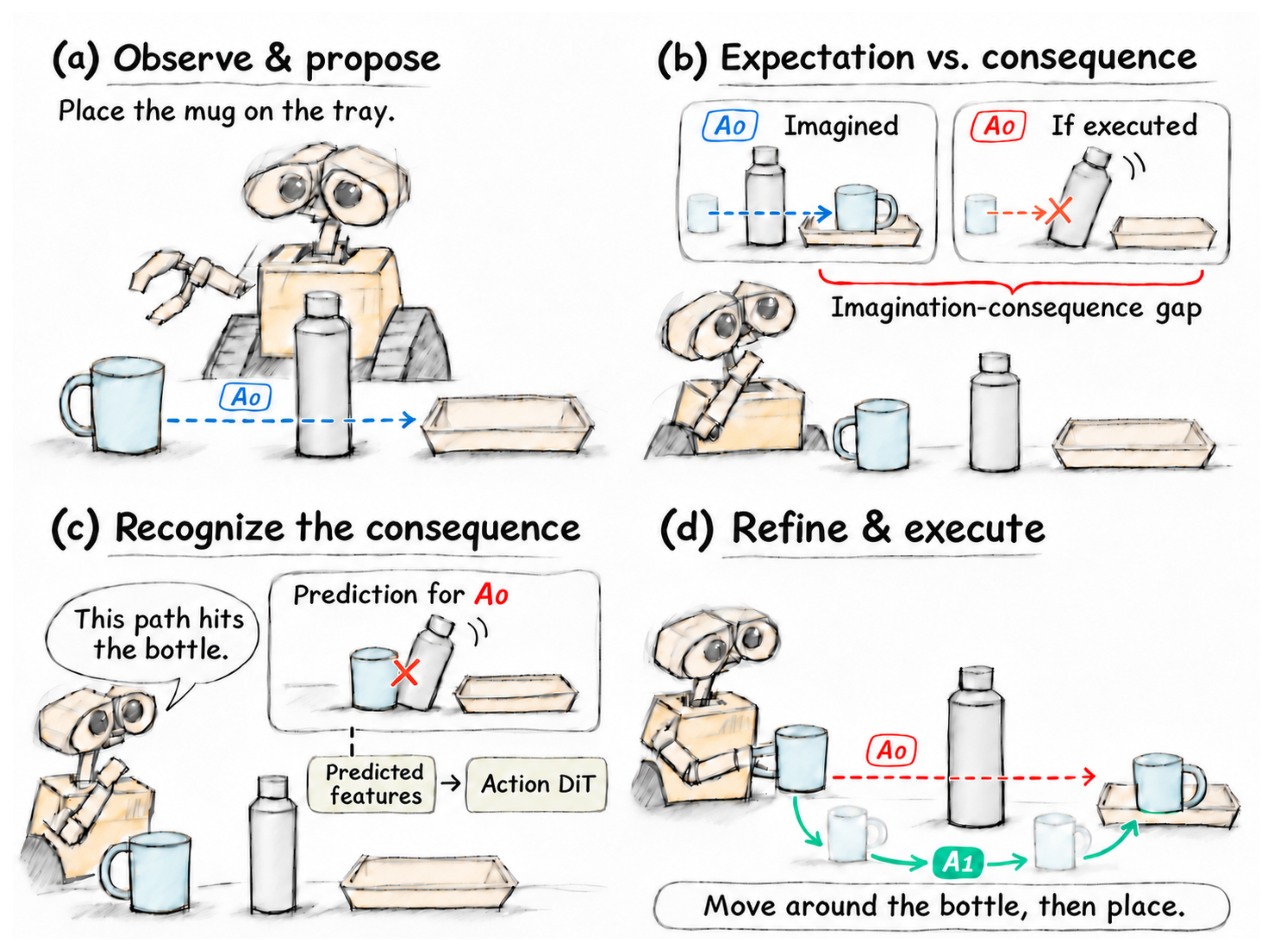 (a) Observe & propose
Place the mug on the tray.
A0
(b) Expectation vs. consequence
A0 Imagined
A0 If executed
Imagination-consequence gap
(c) Recognize the consequence
This path hits
the bottle.
Prediction for A0
Predicted
features
Action DiT
(d) Refine & execute
A0
A1
Move around the bottle, then place.